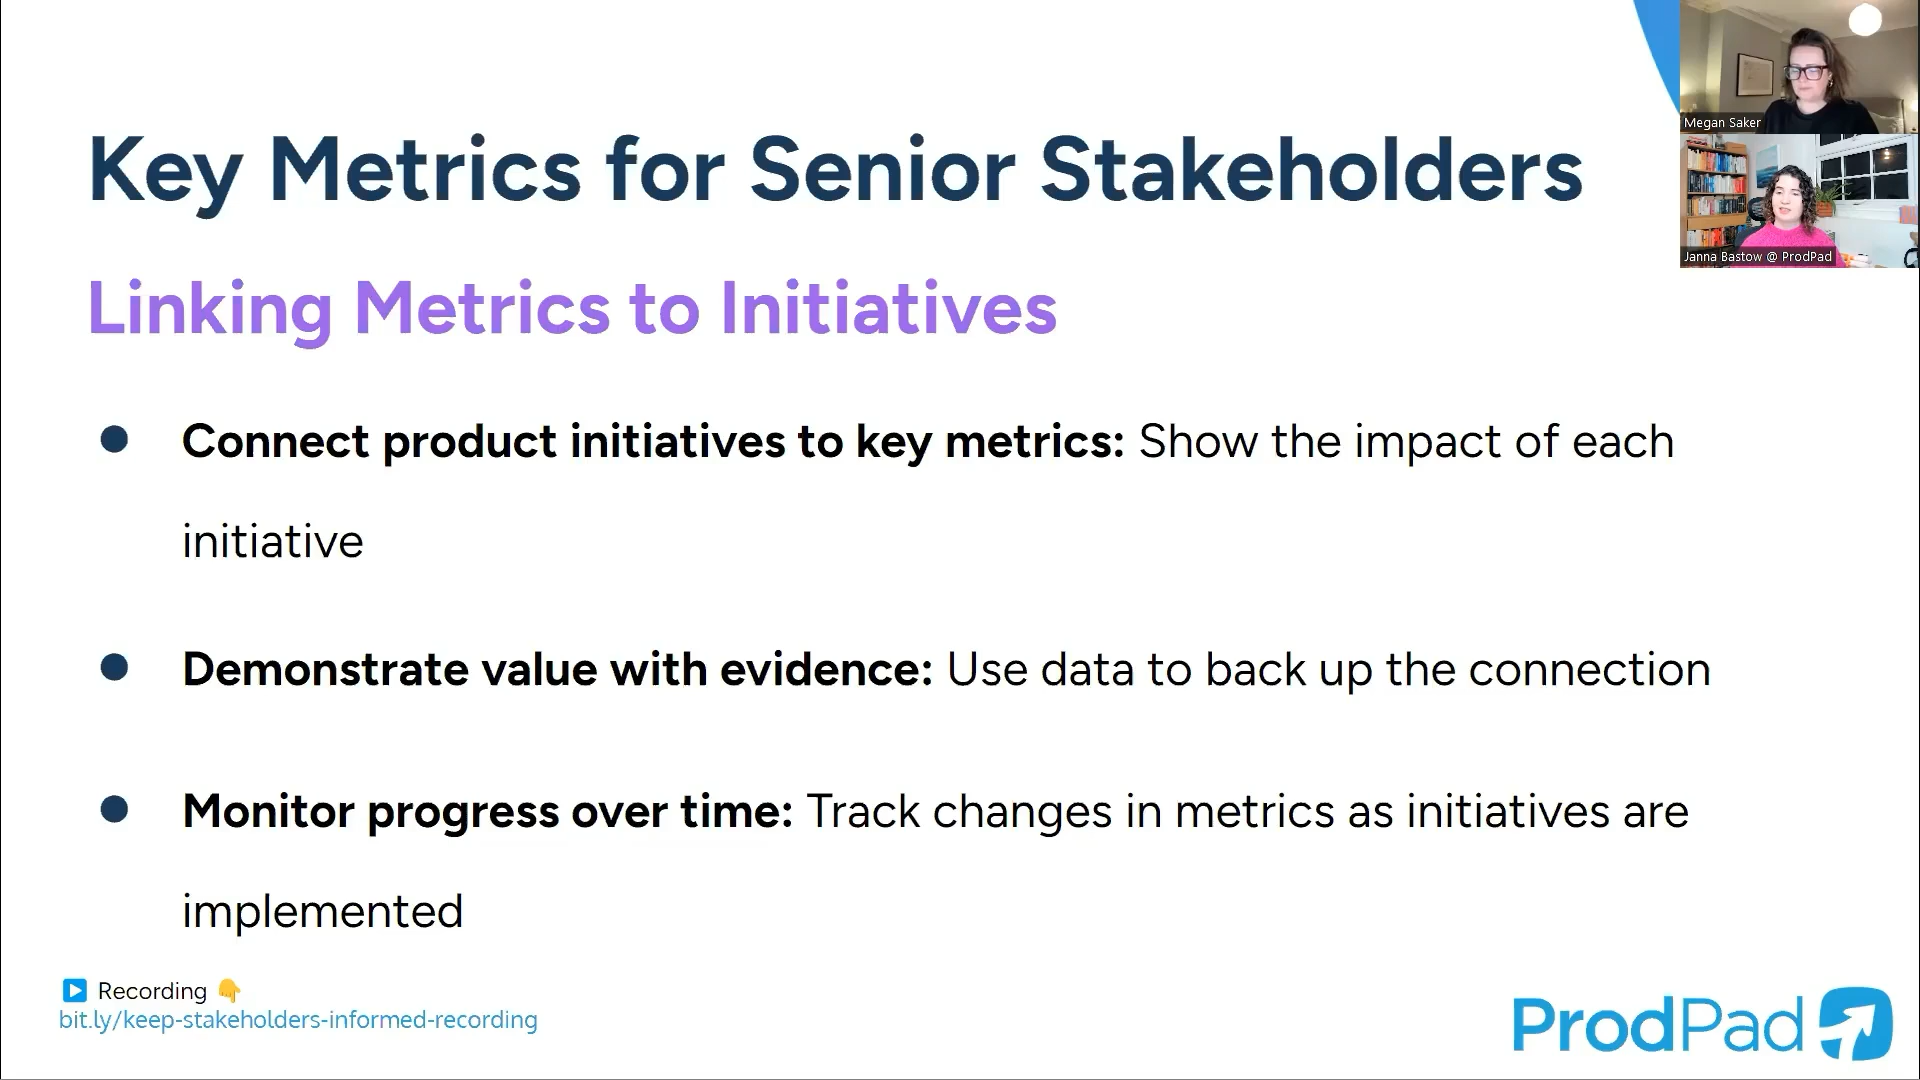 Key Metrics for Senior Stakeholders
Linking Metrics to Initiatives
Connect product initiatives to key metrics: Show the impact of each
initiative
Demonstrate value with evidence: Use data to back up the connection
Monitor progress over time: Track changes in metrics as initiatives are
implemented
Recording
bit.ly/keep-stakeholders-informed-recording
ProdPad
Megan Saker
Janna Bastow @ ProdPad